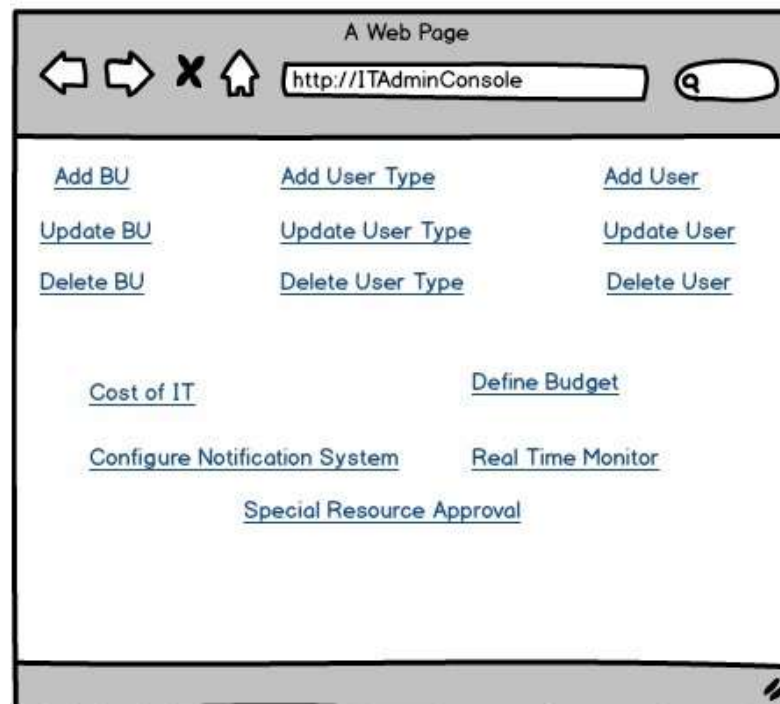 A Web Page
http://ITAdminConsole
Add BU Add User Type Add User
Update BU Update User Type Update User
Delete BU Delete User Type Delete User
Cost of IT Define Budget
Configure Notification System Real Time Monitor
Special Resource Approval